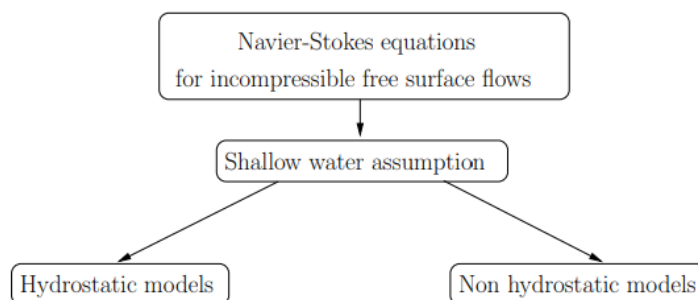 Navier-Stokes equations
for incompressible free surface flows
Shallow water assumption
Hydrostatic models
Non hydrostatic models